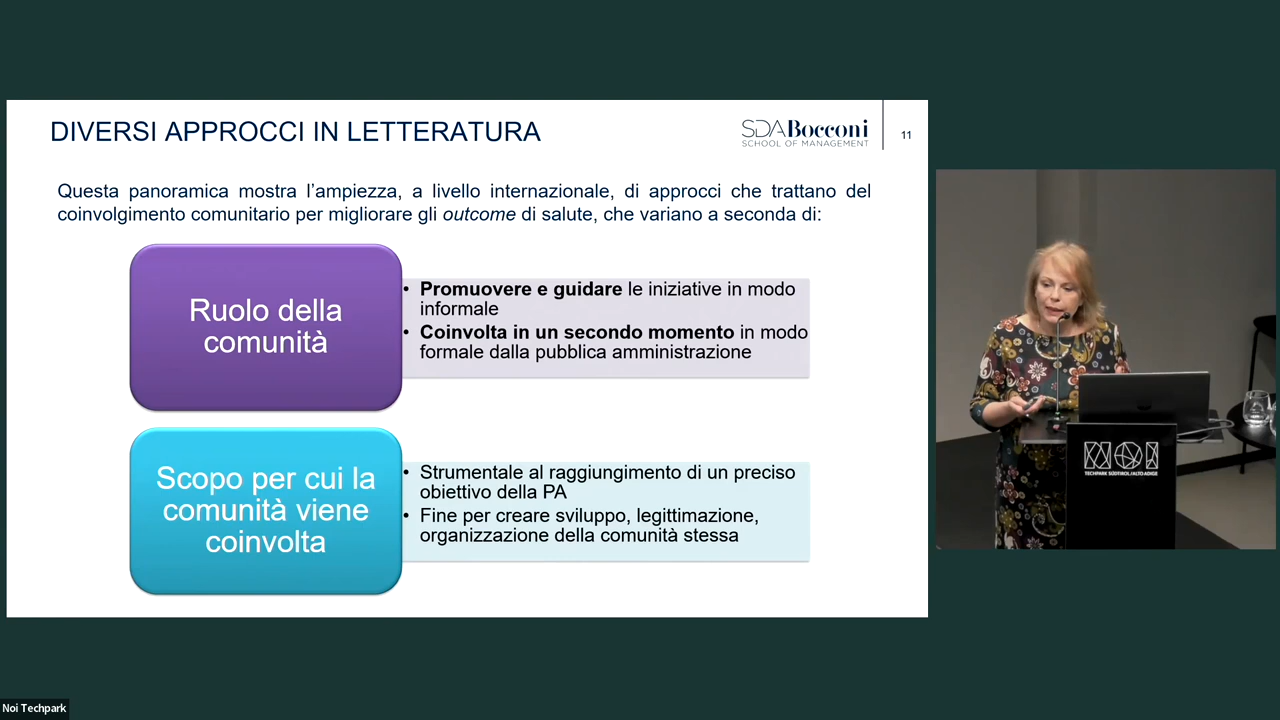 DIVERSI APPROCCI IN LETTERATURA
SDA Bocconi
SCHOOL OF MANAGEMENT
11
Questa panoramica mostra l’ampiezza, a livello internazionale, di approcci che trattano del
coinvolgimento comunitario per migliorare gli outcome di salute, che variano a seconda di:
Ruolo della
comunità
• Promuovere e guidare le iniziative in modo
informale
• Coinvolta in un secondo momento in modo
formale dalla pubblica amministrazione
Scopo per cui la
comunità viene
coinvolta
• Strumentale al raggiungimento di un preciso
obiettivo della PA
• Fine per creare sviluppo, legittimazione,
organizzazione della comunità stessa
NOI
TECHPARK SÜDTIROL/ALTO ADIGE
Noi Techpark